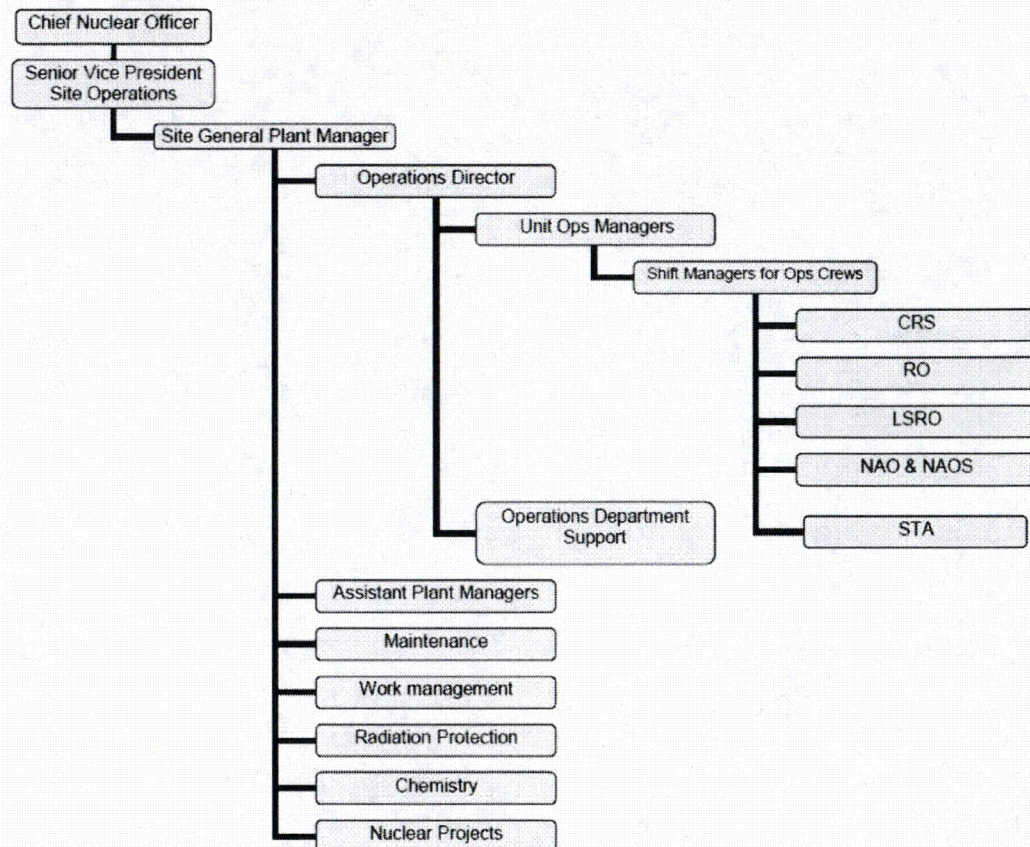 Chief Nuclear Officer
Senior Vice President
Site Operations
Site General Plant Manager
Operations Director
Unit Ops Managers
Shift Managers for Ops Crews
CRS
RO
LSRO
NAO & NAOS
STA
Operations Department
Support
Assistant Plant Managers
Maintenance
Work management
Radiation Protection
Chemistry
Nuclear Projects